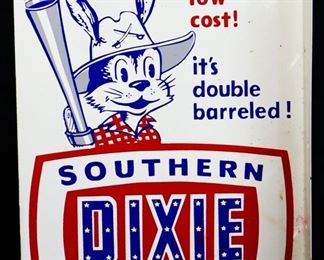 low
cost!
it's
double
barreled!
SOUTHERN
DIXIE